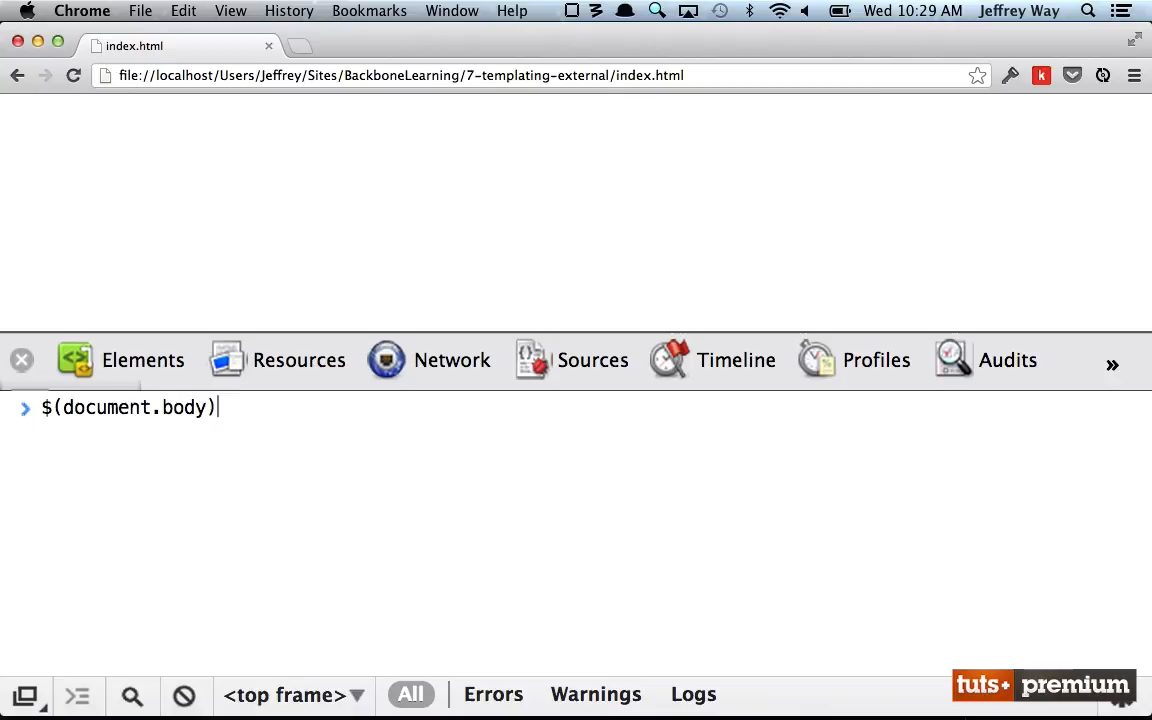 Chrome File Edit View History Bookmarks Window Help Wed 10:29 AM Jeffrey Way
index.html
file://localhost/Users/Jeffrey/Sites/BackboneLearning/7-templating-external/index.html
k
Elements Resources Network Sources Timeline Profiles Audits »
> $(document.body)
<top frame> All Errors Warnings Logs
tuts+ premium